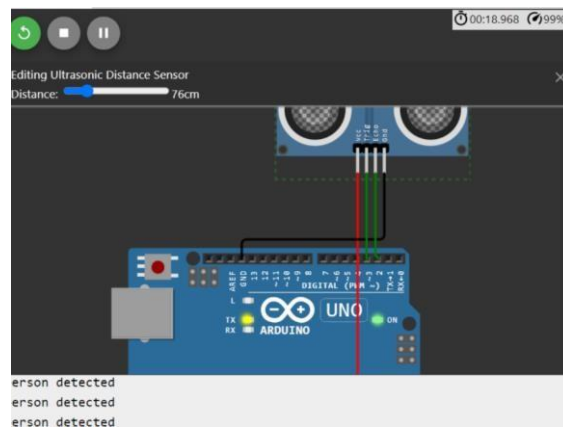 00:18.968 99%
Editing Ultrasonic Distance Sensor
Distance: 76cm
Vcc
Trig
Echo
Gnd
AREF
GND
13
12
~11
~10
~9
8
7
~6
~5
4
~3
2
TX→1
RX←0
DIGITAL (PWM ~)
L
TX
RX
UNO
ON
ARDUINO
erson detected
erson detected
erson detected